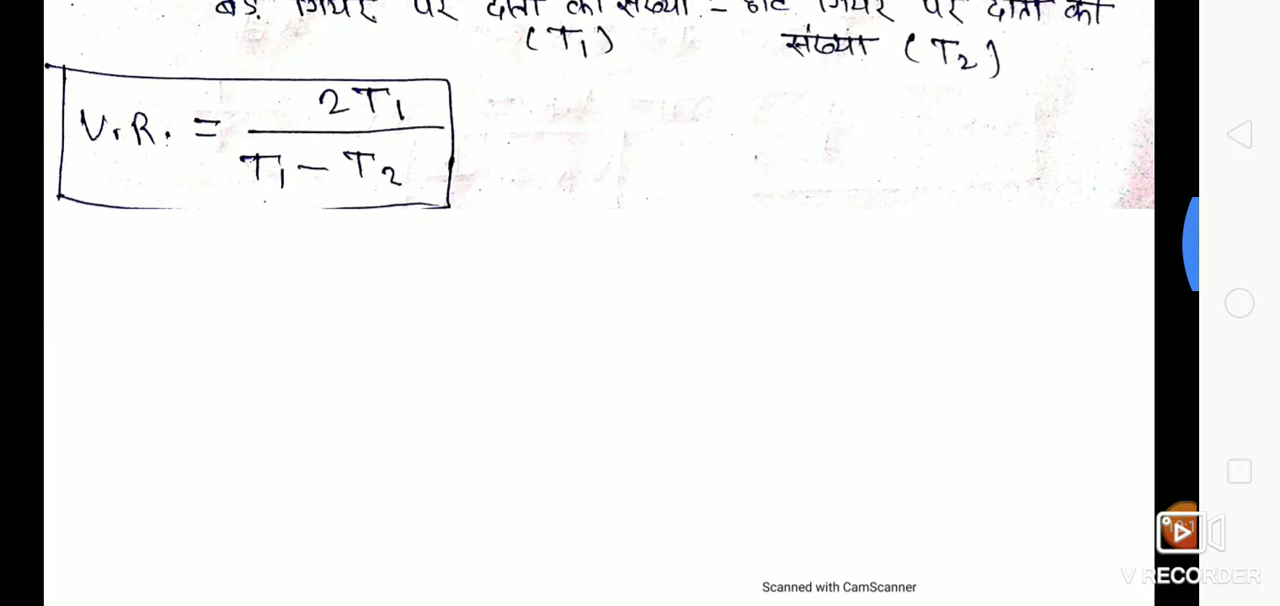 बड़े गियर पर दांतों की संख्या - छोटे गियर पर दांतों की
(T1) संख्या (T2)
V.R. = 2T1 / T1 - T2
Scanned with CamScanner
V RECORDER